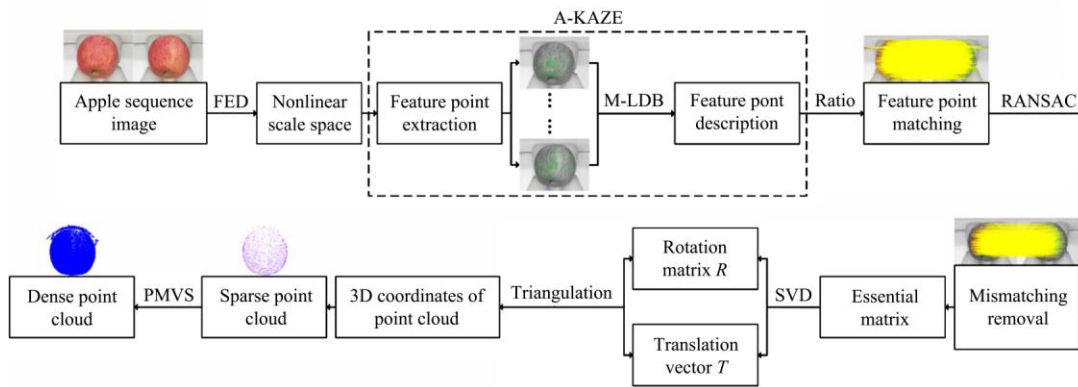 A-KAZE
Apple sequence
image
FED
Nonlinear
scale space
Feature point
extraction
M-LDB
Feature pont
description
Ratio
Feature point
matching
RANSAC
Dense point
cloud
PMVS
Sparse point
cloud
3D coordinates of
point cloud
Triangulation
Rotation
matrix R
Translation
vector T
SVD
Essential
matrix
Mismatching
removal